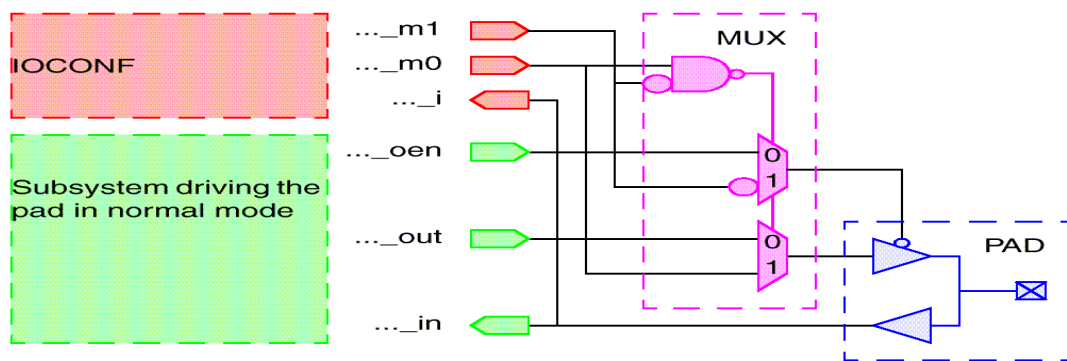 ..._m1
MUX
IOCONF
..._m0
..._i
..._oen
0
1
Subsystem driving the
pad in normal mode
..._out
0
1
PAD
..._in